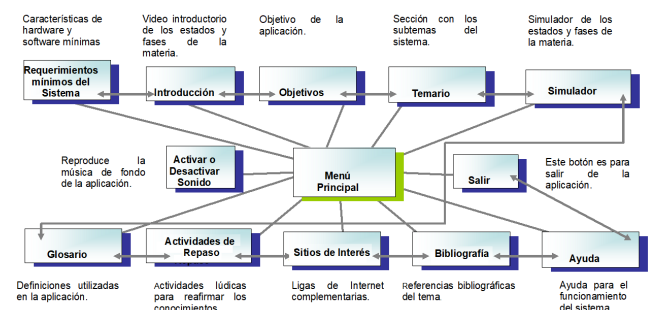 Características de
hardware y
software mínimas
Video introductorio
de los estados y
fases de la
materia.
Objetivo de la
aplicación.
Sección con los
subtemas del
sistema.
Simulador de los
estados y fases de
la materia.
Requerimientos
mínimos del
Sistema
Introducción
Objetivos
Temario
Simulador
Reproduce la
música de fondo
de la aplicación.
Activar o
Desactivar
Sonido
Menú
Principal
Salir
Este botón es para
salir de la
aplicación.
Glosario
Actividades de
Repaso
Sitios de Interés
Bibliografía
Ayuda
Definiciones utilizadas
en la aplicación.
Actividades lúdicas
para reafirmar los
conocimientos
Ligas de Internet
complementarias.
Referencias bibliográficas
del tema.
Ayuda para el
funcionamiento
del sistema